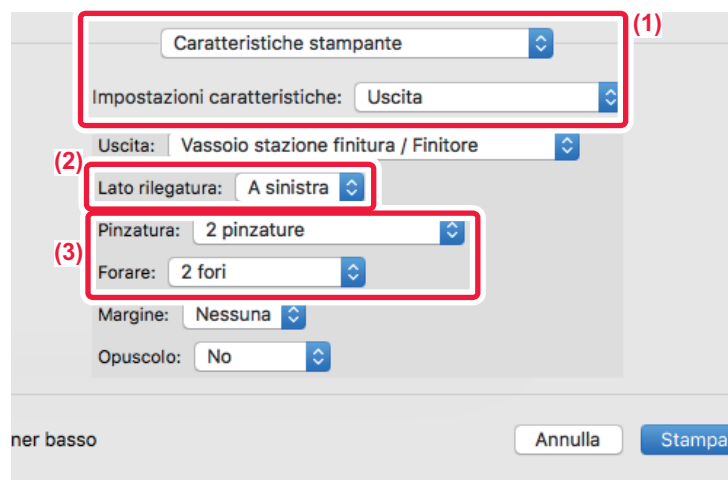 (1)
Caratteristiche stampante
Impostazioni caratteristiche: Uscita
Uscita: Vassoio stazione finitura / Finitore
(2)
Lato rilegatura: A sinistra
(3)
Pinzatura: 2 pinzature
Forare: 2 fori
Margine: Nessuna
Opuscolo: No
ner basso
Annulla Stampa